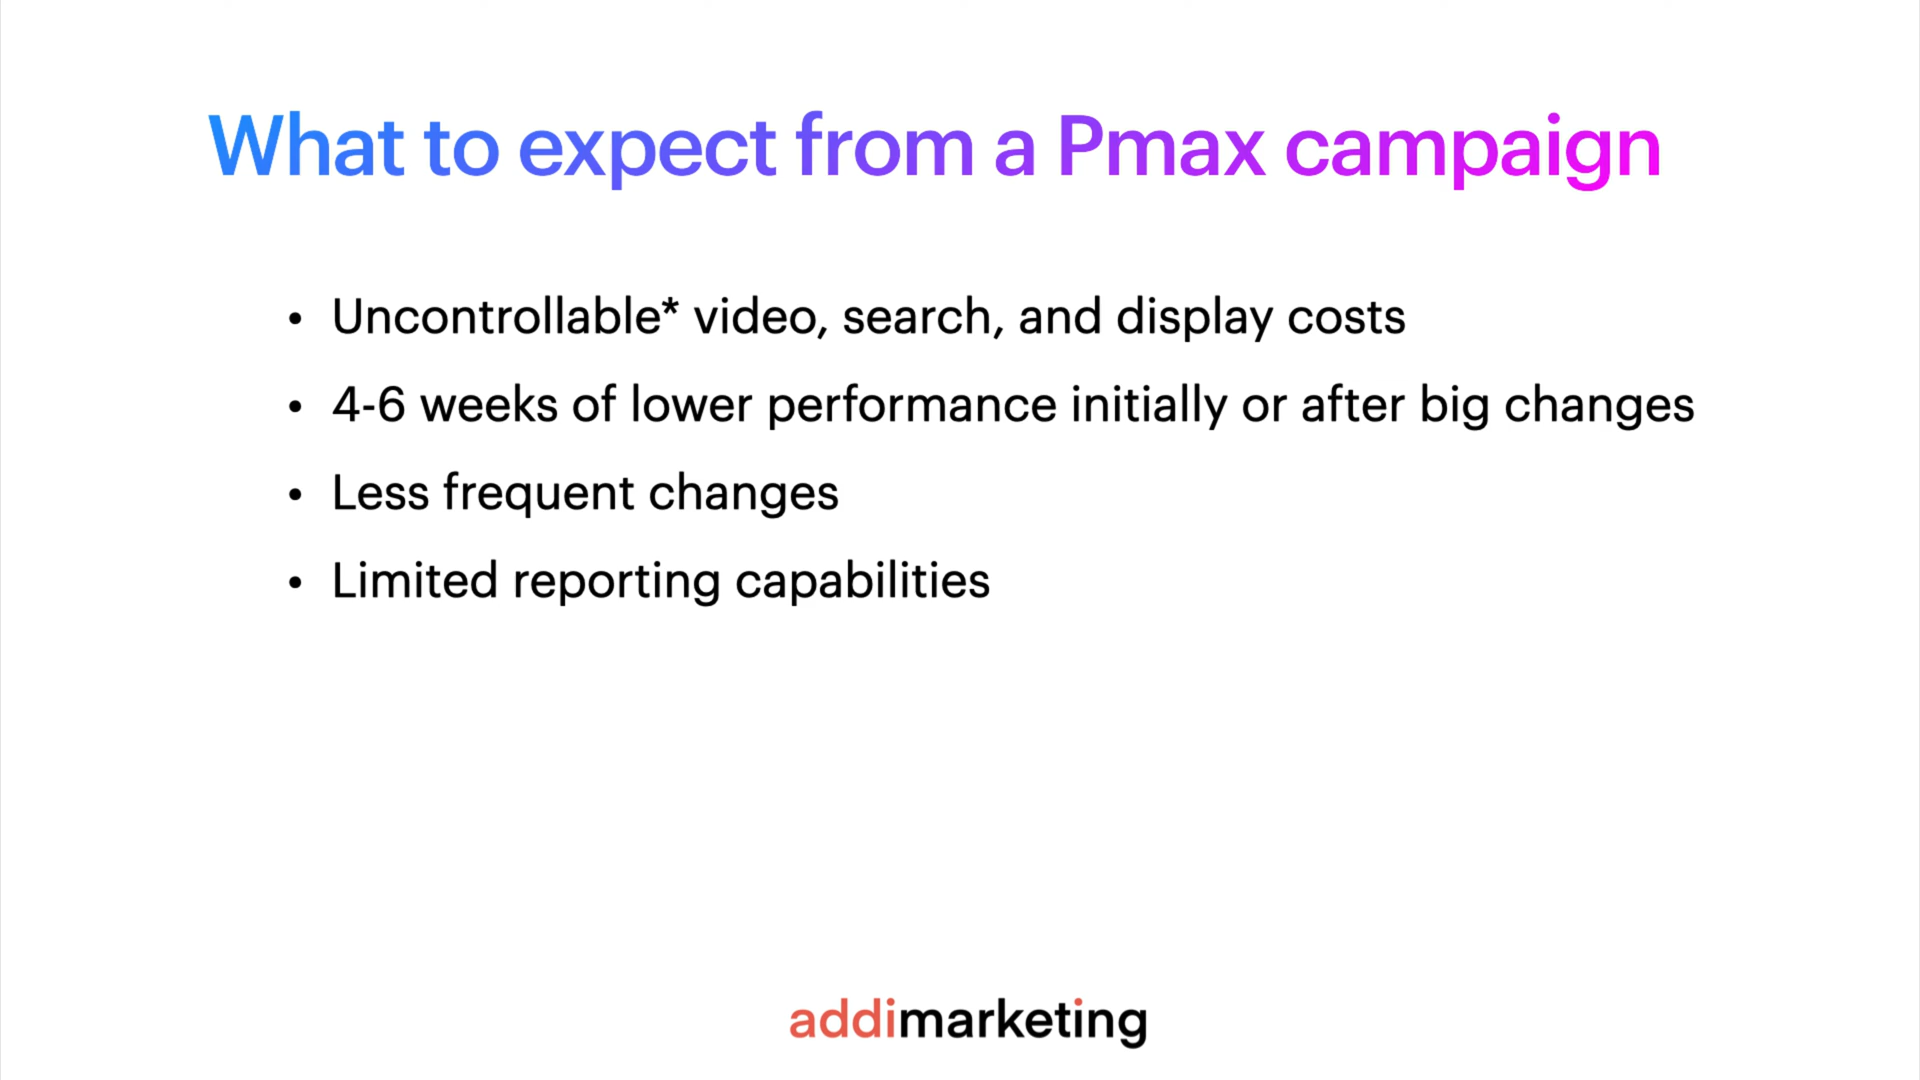 What to expect from a Pmax campaign
• Uncontrollable* video, search, and display costs
• 4-6 weeks of lower performance initially or after big changes
• Less frequent changes
• Limited reporting capabilities
addimarketing